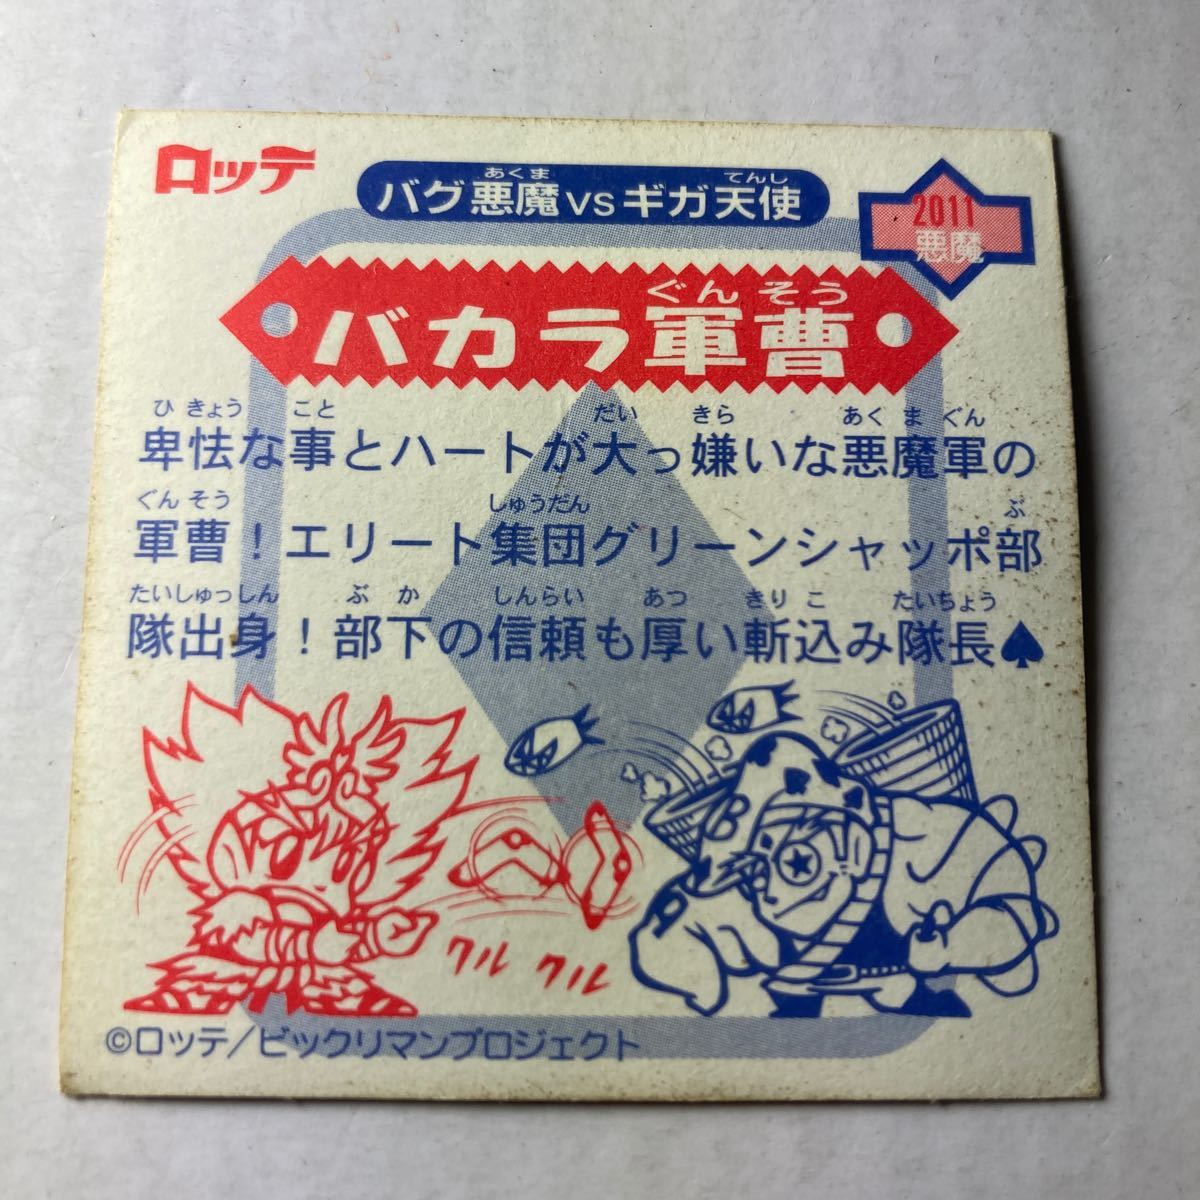 ロッテ
あくま てんし
バグ悪魔vsギガ天使
2011
悪魔
ぐんそう
バカラ軍曹
ひきょう こと だい きら あくまぐん
卑怯な事とハートが大っ嫌いな悪魔軍の
ぐんそう しゅうだん ぶ
軍曹！エリート集団グリーンシャッポ部
たいしゅっしん ぶか しんらい あつ きりこ たいちょう
隊出身！部下の信頼も厚い斬込み隊長♠
クル クル
©ロッテ/ビックリマンプロジェクト